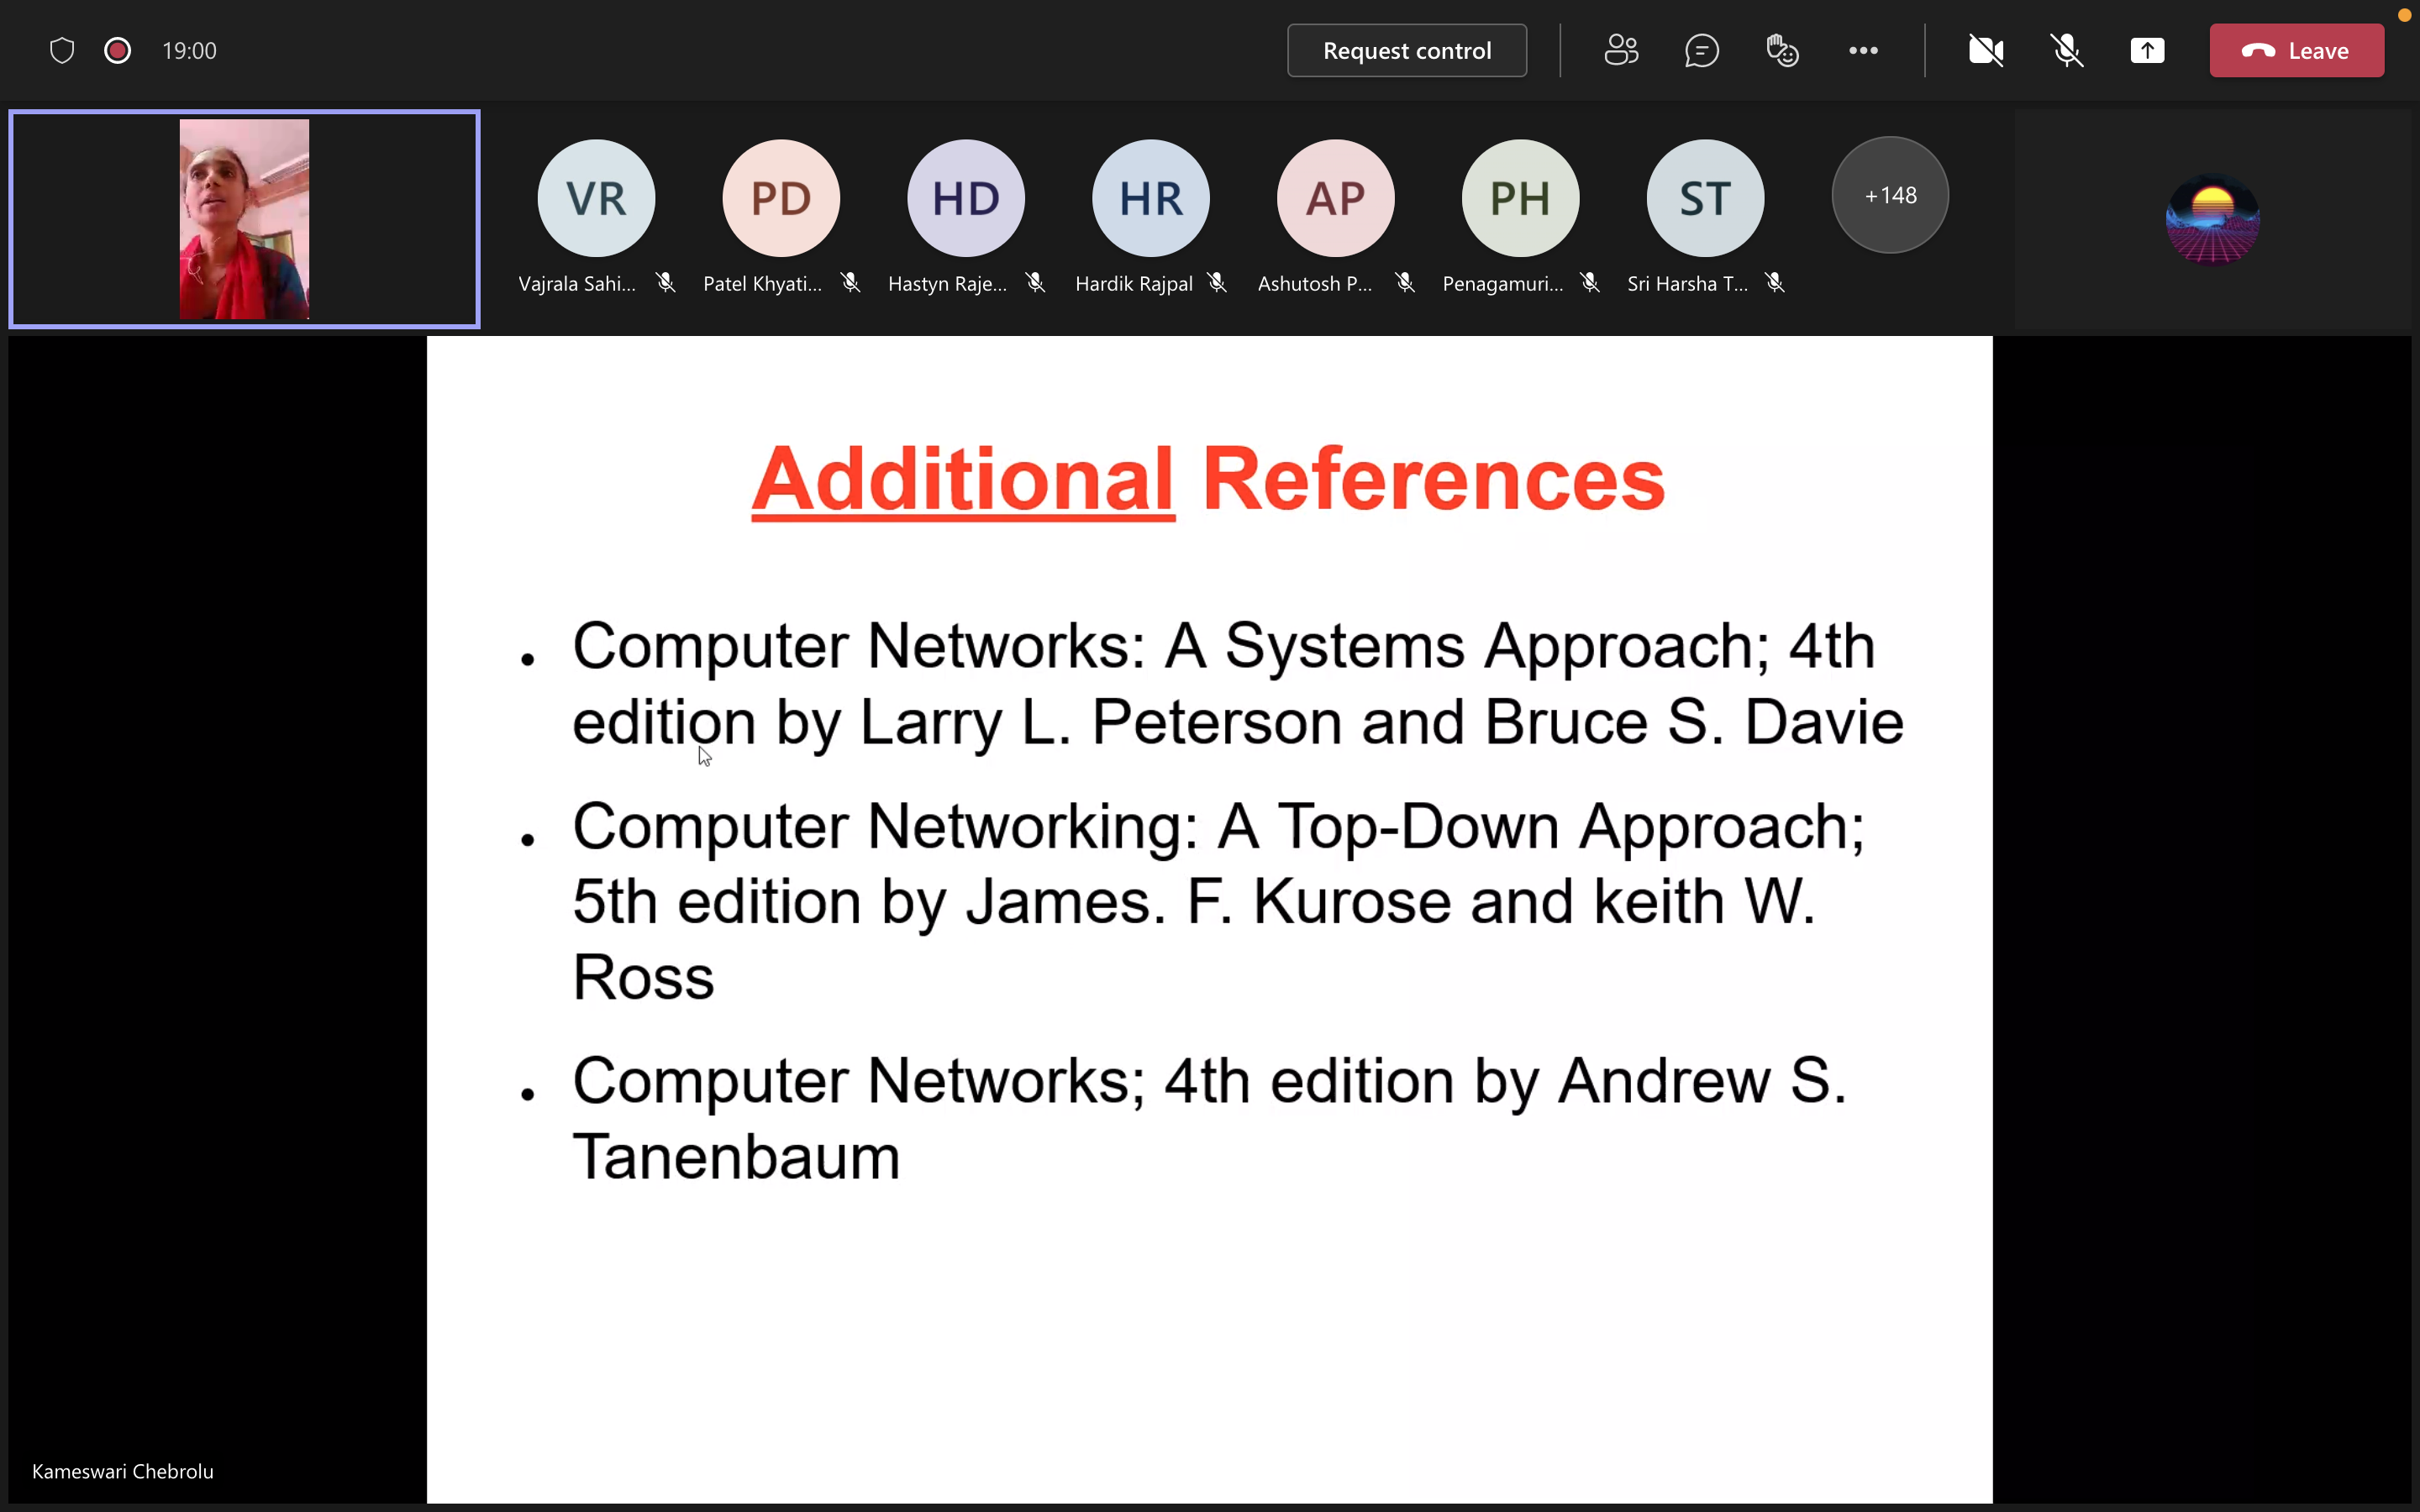 19:00
Request control
Leave
VR
PD
HD
HR
AP
PH
ST
+148
Vajrala Sahi...
Patel Khyati...
Hastyn Raje...
Hardik Rajpal
Ashutosh P...
Penagamuri...
Sri Harsha T...
Additional References
• Computer Networks: A Systems Approach; 4th
edition by Larry L. Peterson and Bruce S. Davie
• Computer Networking: A Top-Down Approach;
5th edition by James. F. Kurose and keith W.
Ross
• Computer Networks; 4th edition by Andrew S.
Tanenbaum
Kameswari Chebrolu